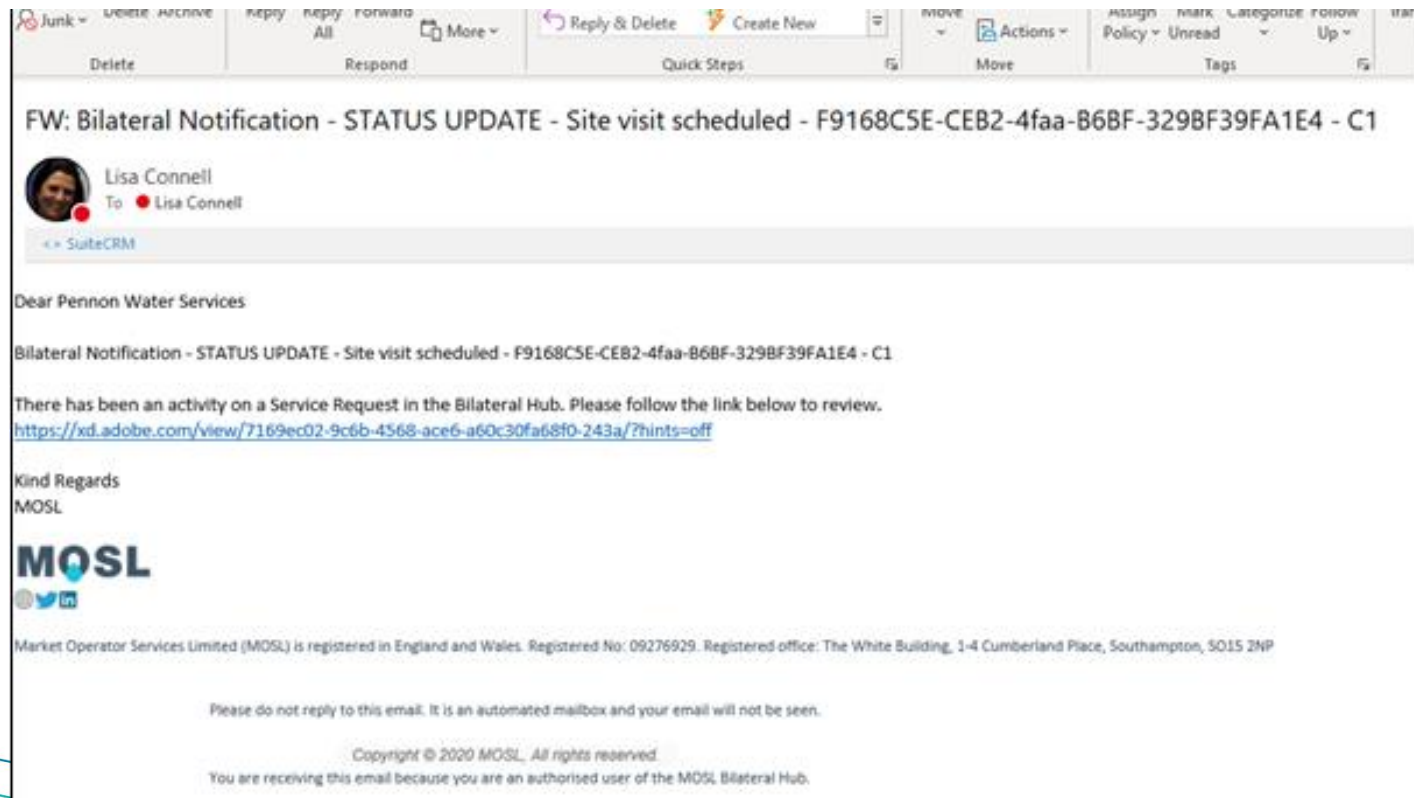 Junk Delete Archive Reply Reply Forward Move Assign Mark Categorize Follow
All More Reply & Delete Create New Actions Policy Unread Up
Delete Respond Quick Steps Move Tags
FW: Bilateral Notification - STATUS UPDATE - Site visit scheduled - F9168C5E-CEB2-4faa-B6BF-329BF39FA1E4 - C1
Lisa Connell
To Lisa Connell
<> SuiteCRM
Dear Pennon Water Services
Bilateral Notification - STATUS UPDATE - Site visit scheduled - F9168C5E-CEB2-4faa-B6BF-329BF39FA1E4 - C1
There has been an activity on a Service Request in the Bilateral Hub. Please follow the link below to review.
https://xd.adobe.com/view/7169ec02-9c6b-4568-ace6-a60c30fa68f0-243a/?hints=off
Kind Regards
MOSL
MOSL
Market Operator Services Limited (MOSL) is registered in England and Wales. Registered No: 09276929. Registered office: The White Building, 1-4 Cumberland Place, Southampton, SO15 2NP
Please do not reply to this email. It is an automated mailbox and your email will not be seen.
Copyright © 2020 MOSL, All rights reserved.
You are receiving this email because you are an authorised user of the MOSL Bilateral Hub.